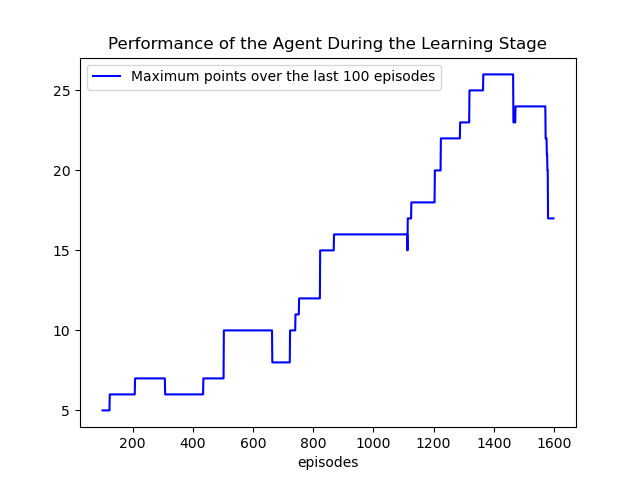 Performance of the Agent During the Learning Stage
Maximum points over the last 100 episodes
25
20
15
10
5
200 400 600 800 1000 1200 1400 1600
episodes